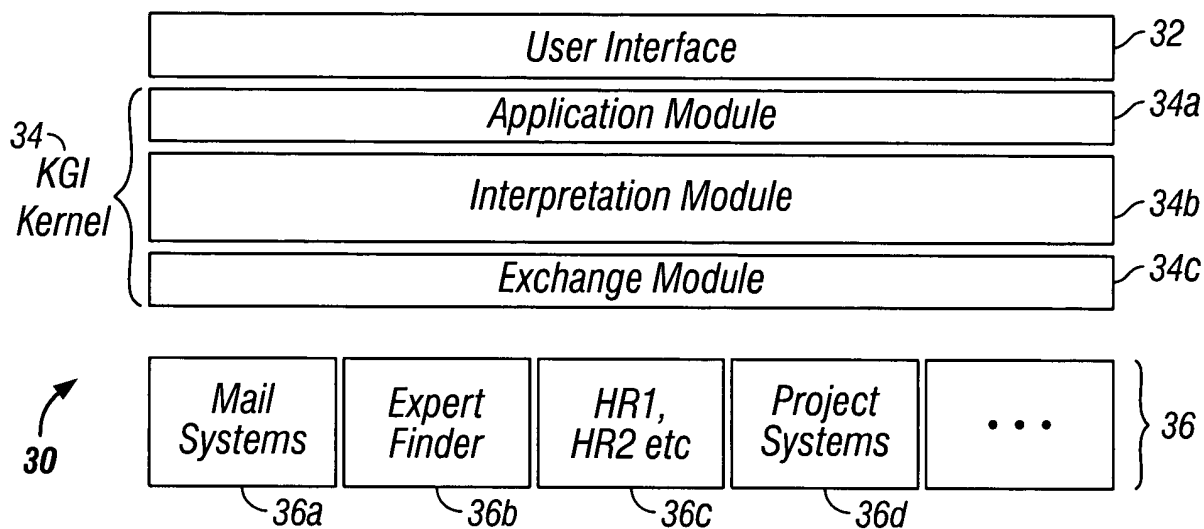 User Interface
32
Application Module
34a
34
KGI
Kernel
Interpretation Module
34b
Exchange Module
34c
30
Mail
Systems
Expert
Finder
HR1,
HR2 etc
Project
Systems
• • •
36
36a
36b
36c
36d